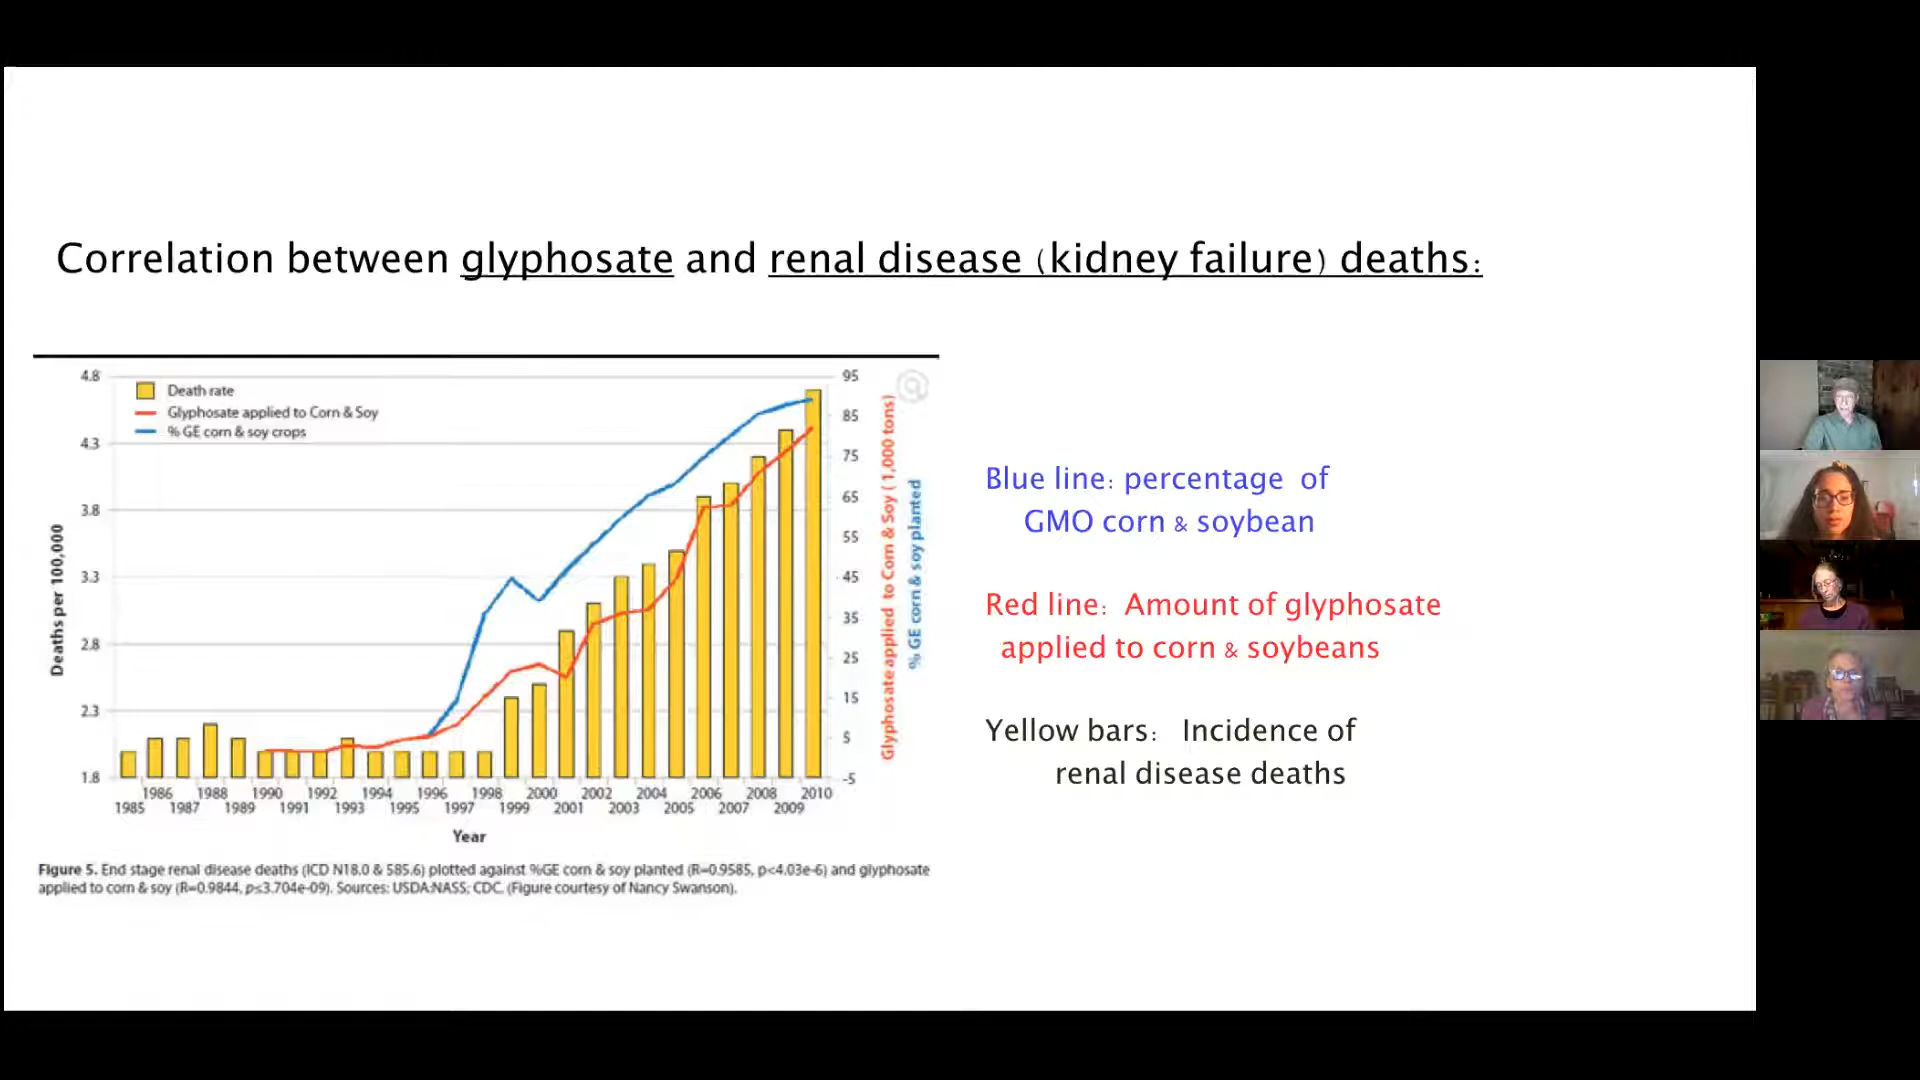 Correlation between glyphosate and renal disease (kidney failure) deaths:
4.8
4.3
3.8
3.3
2.8
2.3
1.8
Deaths per 100,000
Death rate
Glyphosate applied to Corn & Soy
% GE corn & soy crops
95
85
75
65
55
45
35
25
15
5
-5
Glyphosate applied to Corn & Soy (1,000 tons)
% GE corn & soy planted
1986 1988 1990 1992 1994 1996 1998 2000 2002 2004 2006 2008 2010
1985 1987 1989 1991 1993 1995 1997 1999 2001 2003 2005 2007 2009
Year
Figure 5. End stage renal disease deaths (ICD N18.0 & 585.6) plotted against %GE corn & soy planted (R=0.9585, p<4.03e-6) and glyphosate
applied to corn & soy (R=0.9844, p≤3.704e-09). Sources: USDA:NASS; CDC. (Figure courtesy of Nancy Swanson).
Blue line: percentage of
GMO corn & soybean
Red line: Amount of glyphosate
applied to corn & soybeans
Yellow bars: Incidence of
renal disease deaths